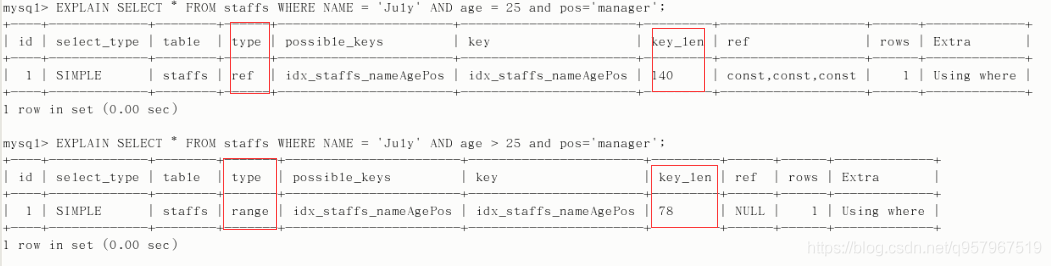 mysql> EXPLAIN SELECT * FROM staffs WHERE NAME = 'July' AND age = 25 and pos='manager';
+----+-------------+--------+------+-----------------------+-----------------------+---------+-------------------+------+-------------+
| id | select_type | table | type | possible_keys | key | key_len | ref | rows | Extra |
+----+-------------+--------+------+-----------------------+-----------------------+---------+-------------------+------+-------------+
| 1 | SIMPLE | staffs | ref | idx_staffs_nameAgePos | idx_staffs_nameAgePos | 140 | const,const,const | 1 | Using where |
+----+-------------+--------+------+-----------------------+-----------------------+---------+-------------------+------+-------------+
1 row in set (0.00 sec)
mysql> EXPLAIN SELECT * FROM staffs WHERE NAME = 'July' AND age > 25 and pos='manager';
+----+-------------+--------+-------+-----------------------+-----------------------+---------+------+------+-------------+
| id | select_type | table | type | possible_keys | key | key_len | ref | rows | Extra |
+----+-------------+--------+-------+-----------------------+-----------------------+---------+------+------+-------------+
| 1 | SIMPLE | staffs | range | idx_staffs_nameAgePos | idx_staffs_nameAgePos | 78 | NULL | 1 | Using where |
+----+-------------+--------+-------+-----------------------+-----------------------+---------+------+------+-------------+
1 row in set (0.00 sec)
https://blog.csdn.net/q957967519